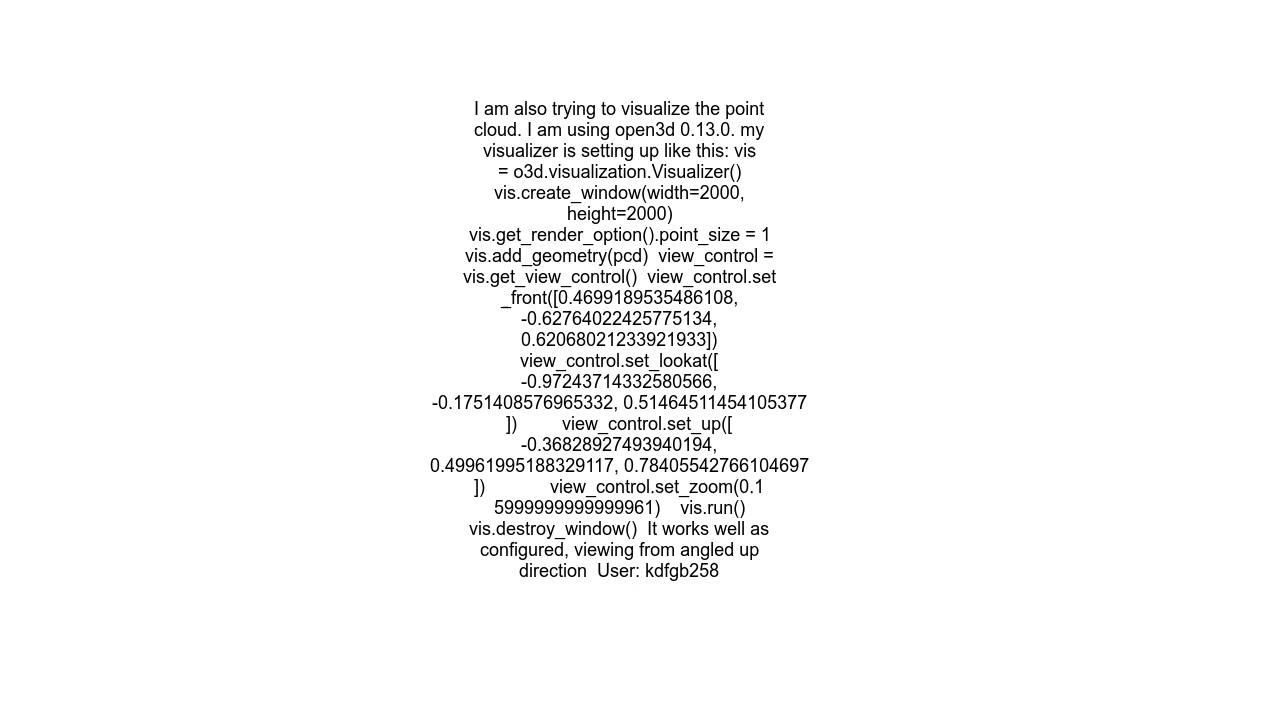 I am also trying to visualize the point
cloud. I am using open3d 0.13.0. my
visualizer is setting up like this: vis
= o3d.visualization.Visualizer()
vis.create_window(width=2000,
height=2000)
vis.get_render_option().point_size = 1
vis.add_geometry(pcd)  view_control =
vis.get_view_control()  view_control.set
_front([0.4699189535486108,
-0.62764022425775134,
0.62068021233921933])
view_control.set_lookat([
-0.97243714332580566,
-0.1751408576965332, 0.51464511454105377
])         view_control.set_up([
-0.36828927493940194,
0.49961995188329117, 0.78405542766104697
])             view_control.set_zoom(0.1
5999999999999961)    vis.run()
vis.destroy_window()  It works well as
configured, viewing from angled up
direction  User: kdfgb258